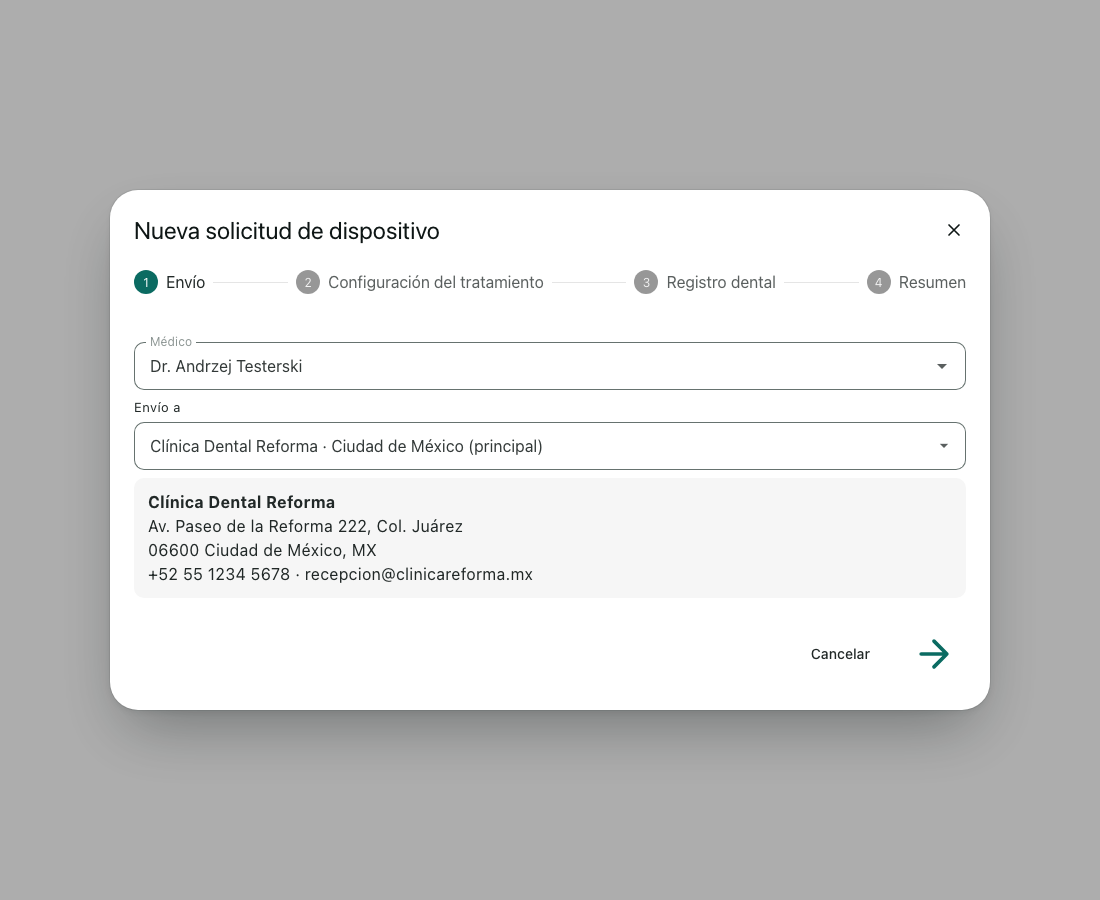 Nueva solicitud de dispositivo
1 Envío 2 Configuración del tratamiento 3 Registro dental 4 Resumen
Médico
Dr. Andrzej Testerski
Envío a
Clínica Dental Reforma · Ciudad de México (principal)
Clínica Dental Reforma
Av. Paseo de la Reforma 222, Col. Juárez
06600 Ciudad de México, MX
+52 55 1234 5678 · recepcion@clinicareforma.mx
Cancelar